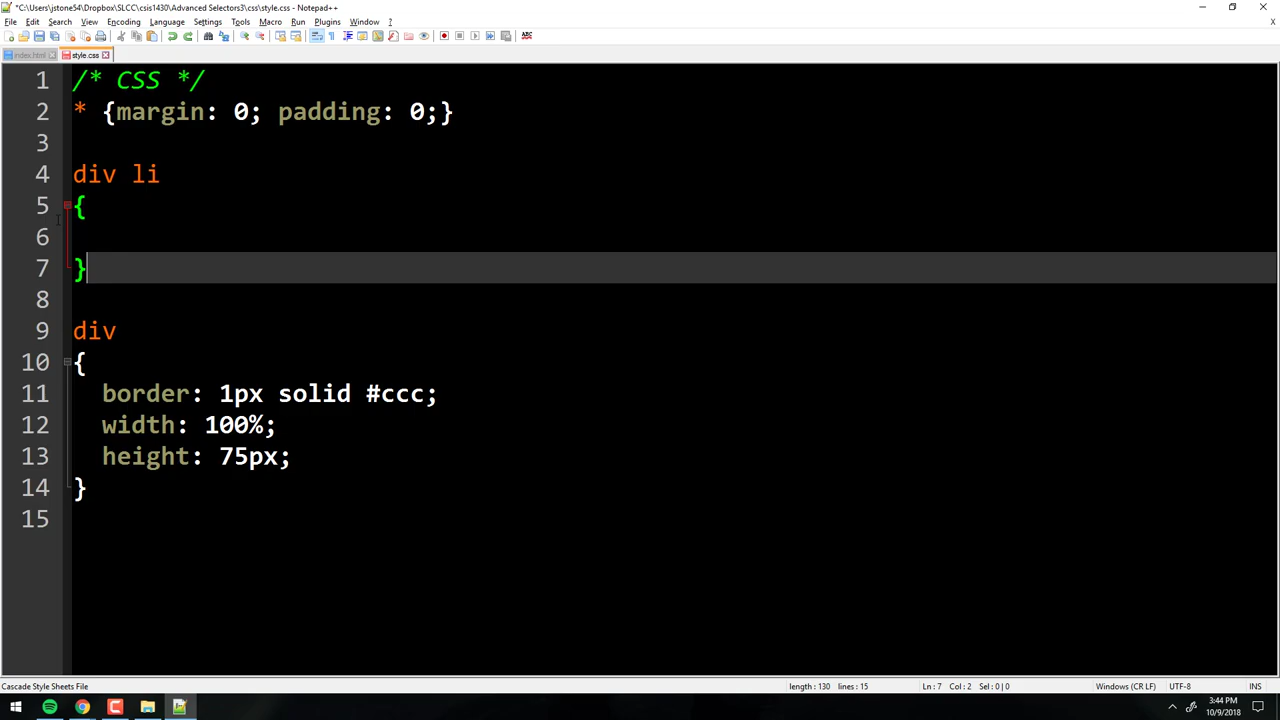 *C:\Users\jstone54\Dropbox\SLCC\csis1430\Advanced Selectors3\css\style.css - Notepad++
File Edit Search View Encoding Language Settings Tools Macro Run Plugins Window ?
X
ABC
index.html style.css
1 /* CSS */
2 * {margin: 0; padding: 0;}
3
4 div li
5 {
6
7 }
8
9 div
10 {
11 border: 1px solid #ccc;
12 width: 100%;
13 height: 75px;
14 }
15
Cascade Style Sheets File length : 130 lines : 15 Ln : 7 Col : 2 Sel : 0 | 0 Windows (CR LF) UTF-8 INS
3:44 PM
10/9/2018